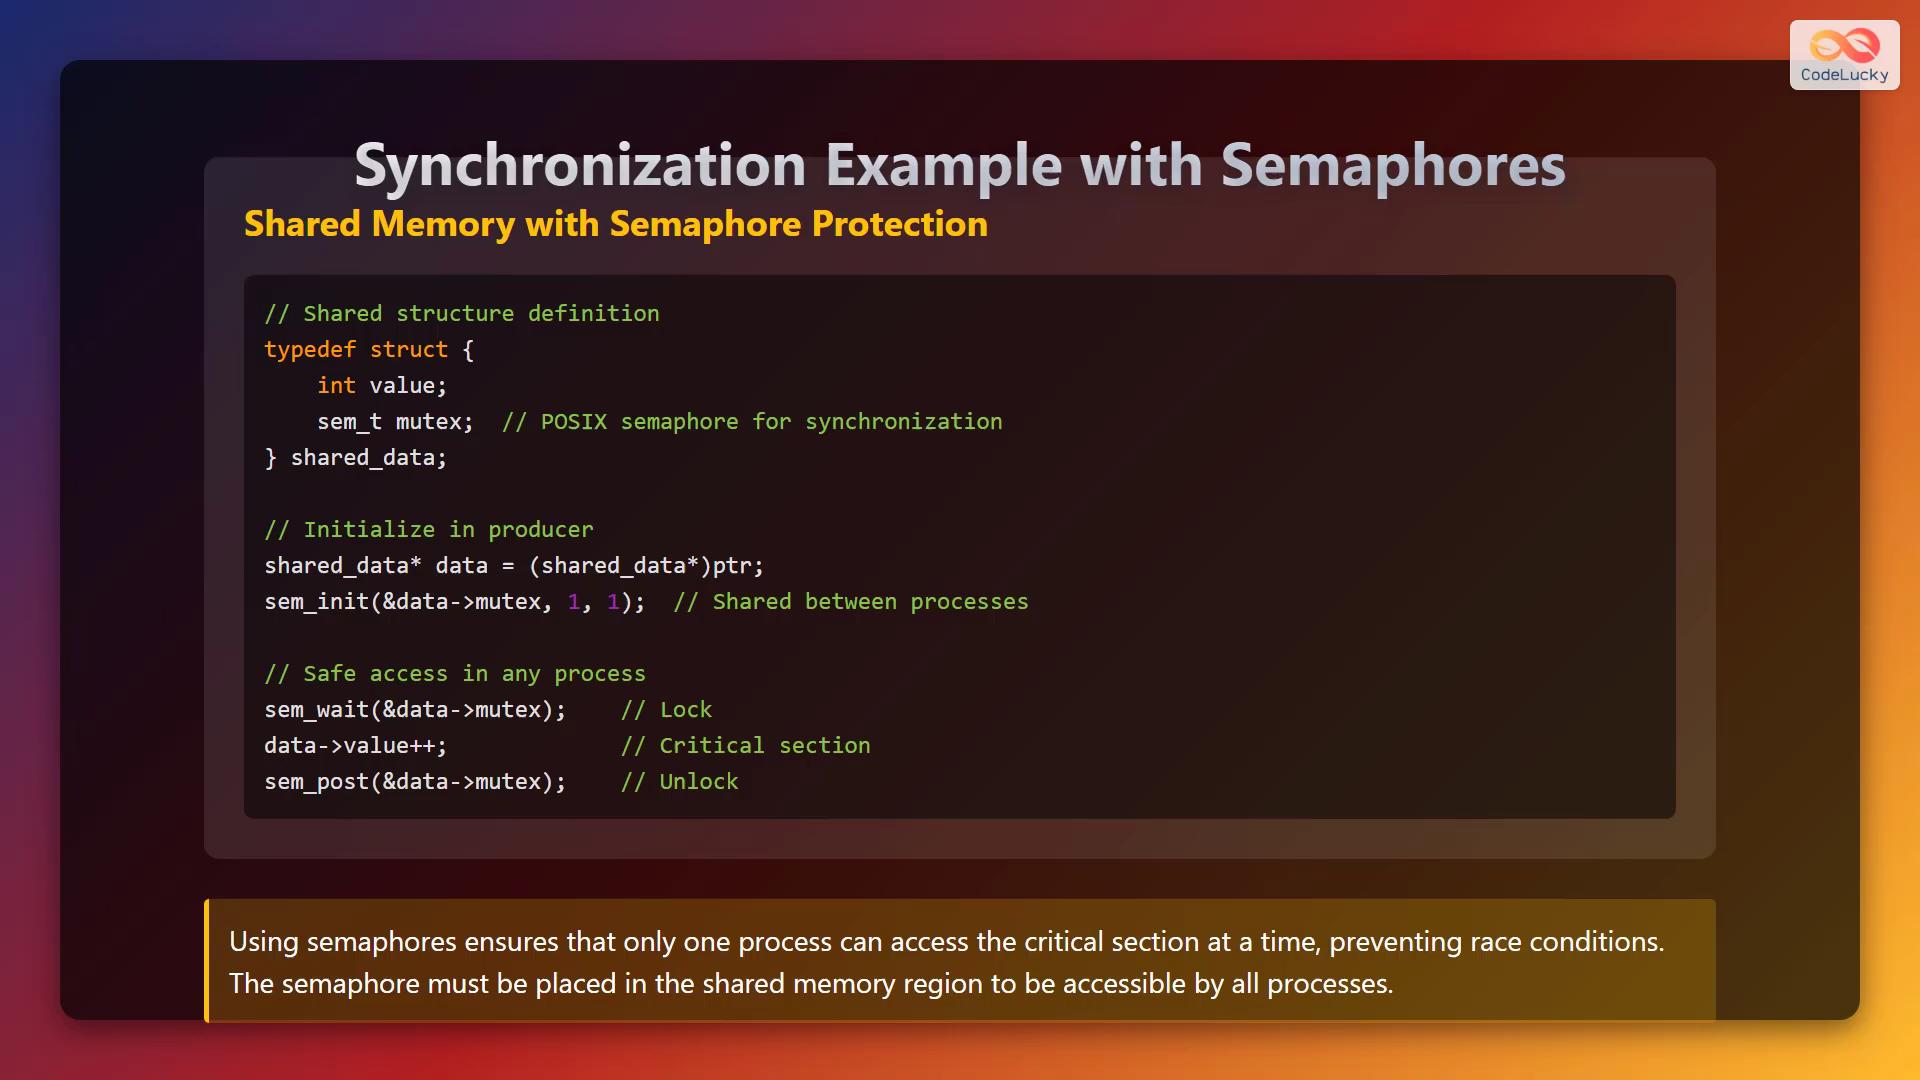 CodeLucky
Synchronization Example with Semaphores
Shared Memory with Semaphore Protection
// Shared structure definition
typedef struct {
    int value;
    sem_t mutex;  // POSIX semaphore for synchronization
} shared_data;
// Initialize in producer
shared_data* data = (shared_data*)ptr;
sem_init(&data->mutex, 1, 1);  // Shared between processes
// Safe access in any process
sem_wait(&data->mutex);    // Lock
data->value++;             // Critical section
sem_post(&data->mutex);    // Unlock
Using semaphores ensures that only one process can access the critical section at a time, preventing race conditions.
The semaphore must be placed in the shared memory region to be accessible by all processes.